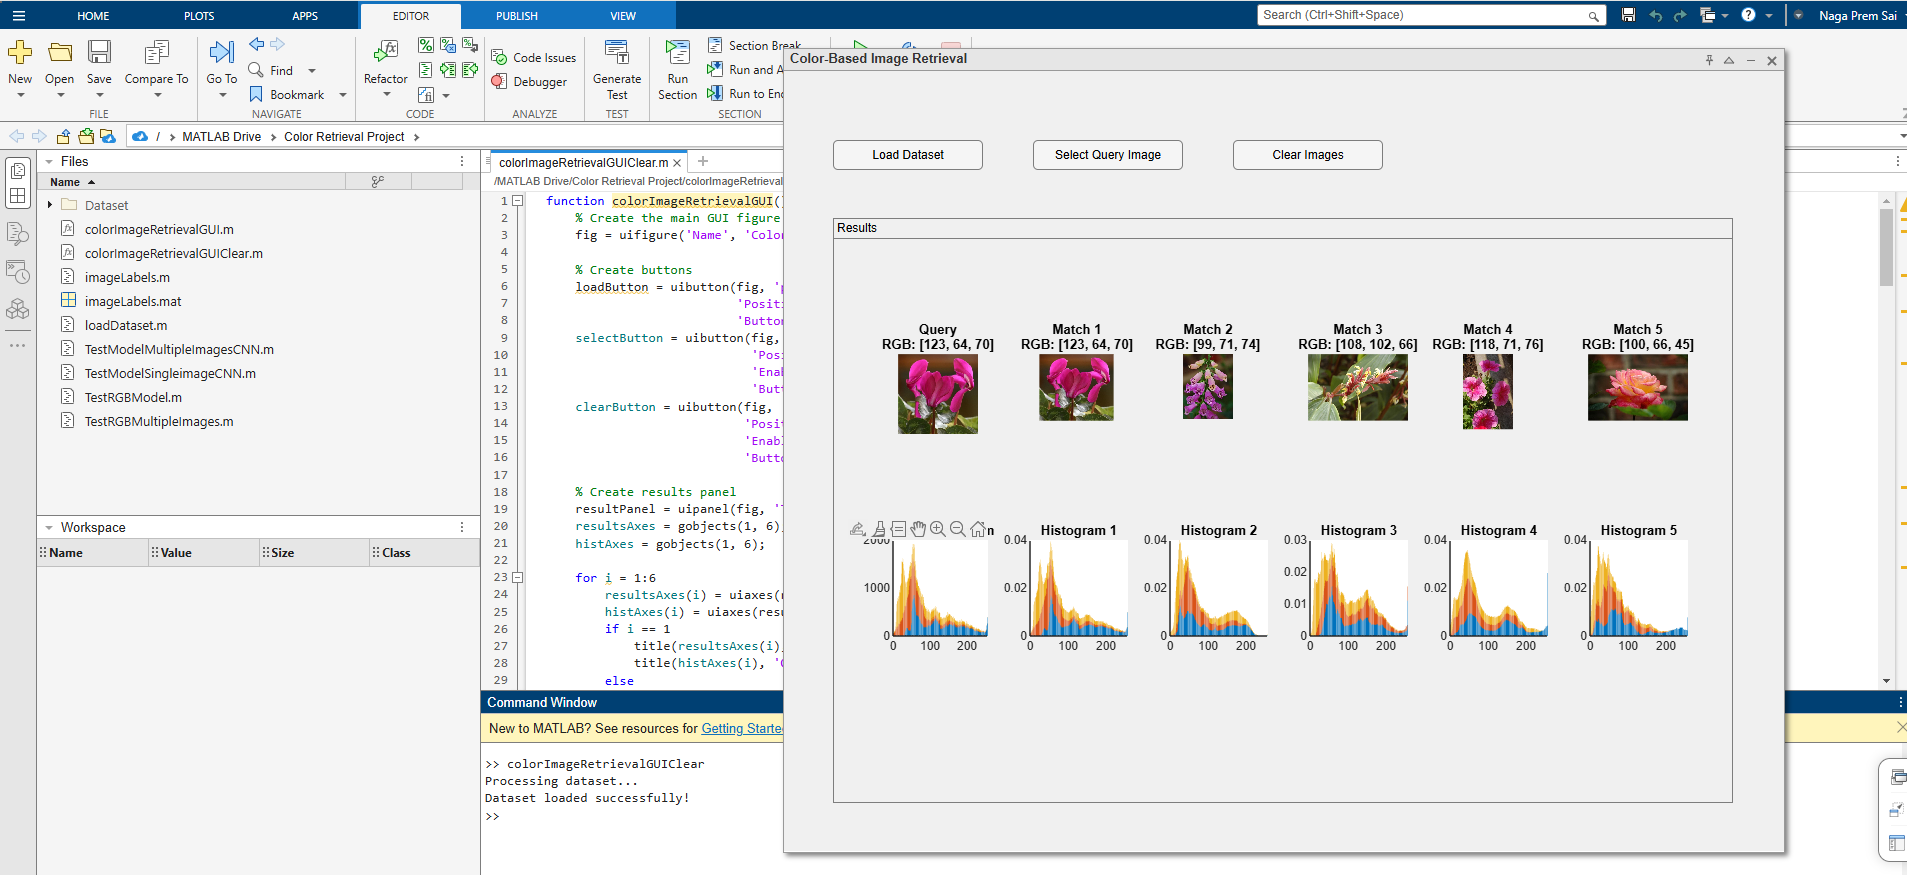 HOME PLOTS APPS EDITOR PUBLISH VIEW Search (Ctrl+Shift+Space) Naga Prem Sai
New Open Save Compare To Go To Find Bookmark Refactor Code Issues Debugger Generate Test Run Section Section Break Run and A Run to End
FILE NAVIGATE CODE ANALYZE TEST SECTION
/ MATLAB Drive Color Retrieval Project
Files
Name
Dataset
colorImageRetrievalGUI.m
colorImageRetrievalGUIClear.m
imageLabels.m
imageLabels.mat
loadDataset.m
TestModelMultipleImagesCNN.m
TestModelSingleimageCNN.m
TestRGBModel.m
TestRGBMultipleImages.m
Workspace
Name Value Size Class
colorImageRetrievalGUIClear.m
/MATLAB Drive/Color Retrieval Project/colorImageRetrieval
1 function colorImageRetrievalGUI()
2 % Create the main GUI figure
3 fig = uifigure('Name', 'Color
4
5 % Create buttons
6 loadButton = uibutton(fig, 'p
7 'Positi
8 'Button
9 selectButton = uibutton(fig,
10 'Posi
11 'Enab
12 'Butt
13 clearButton = uibutton(fig,
14 'Posit
15 'Enabl
16 'Butto
17
18 % Create results panel
19 resultPanel = uipanel(fig, 'T
20 resultsAxes = gobjects(1, 6);
21 histAxes = gobjects(1, 6);
22
23 for i = 1:6
24 resultsAxes(i) = uiaxes(r
25 histAxes(i) = uiaxes(resu
26 if i == 1
27 title(resultsAxes(i),
28 title(histAxes(i), 'Q
29 else
Command Window
New to MATLAB? See resources for Getting Starte
>> colorImageRetrievalGUIClear
Processing dataset...
Dataset loaded successfully!
>>
Color-Based Image Retrieval
Load Dataset Select Query Image Clear Images
Results
Query Match 1 Match 2 Match 3 Match 4 Match 5
RGB: [123, 64, 70] RGB: [123, 64, 70] RGB: [99, 71, 74] RGB: [108, 102, 66] RGB: [118, 71, 76] RGB: [100, 66, 45]
n Histogram 1 Histogram 2 Histogram 3 Histogram 4 Histogram 5
2000 0.04 0.04 0.03 0.04 0.04
0.02
1000 0.02 0.02 0.02 0.02
0.01
0 0 0 0 0 0
0 100 200 0 100 200 0 100 200 0 100 200 0 100 200 0 100 200